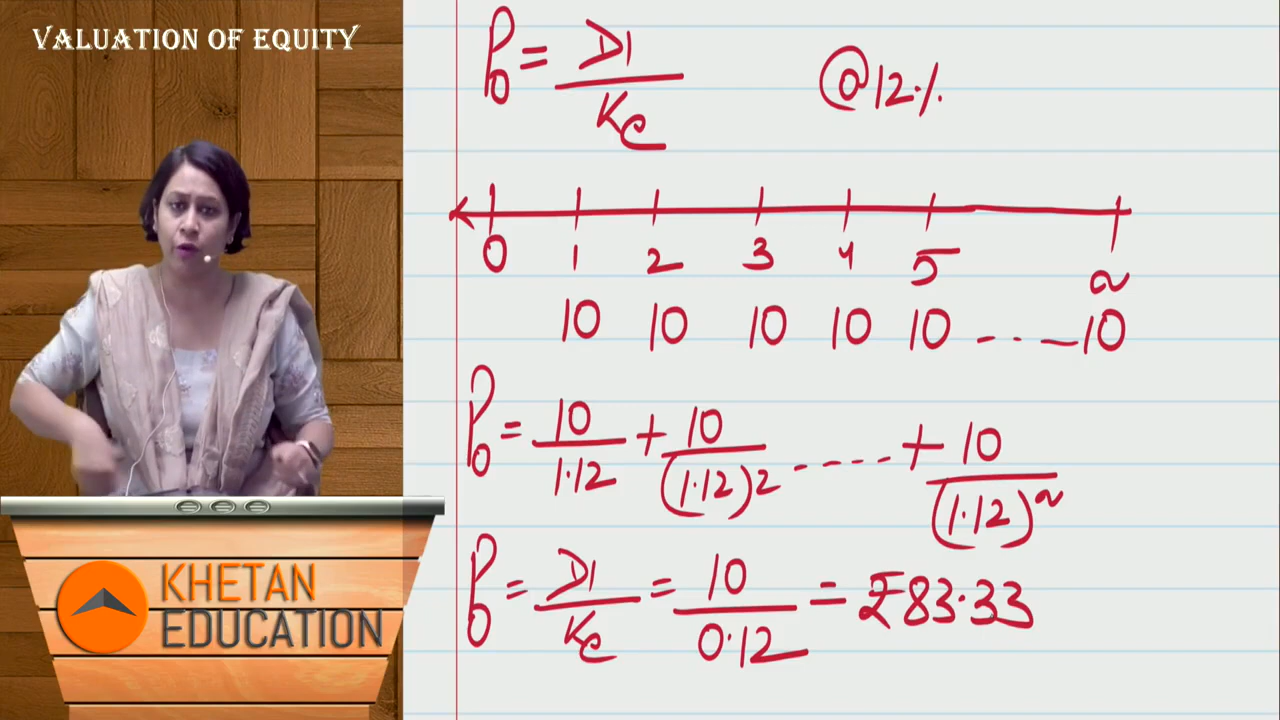 VALUATION OF EQUITY
P0 = D1/Ke @12%
0 1 2 3 4 5 ∝
10 10 10 10 10 ----10
P0 = 10/1.12 + 10/(1.12)2 ----- + 10/(1.12)∝
P0 = D1/Ke = 10/0.12 = ₹83.33
KHETAN
EDUCATION